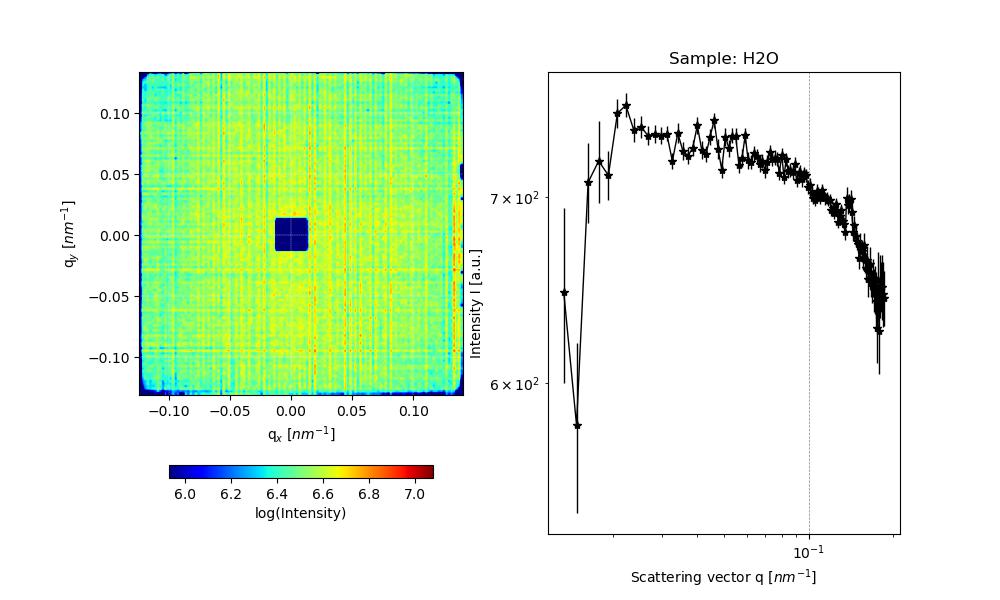 Sample: H2O
0.10
0.05
0.00
−0.05
−0.10
q_y [nm⁻¹]
−0.10 −0.05 0.00 0.05 0.10
q_x [nm⁻¹]
6.0 6.2 6.4 6.6 6.8 7.0
log(Intensity)
Intensity I [a.u.]
7 × 10²
6 × 10²
10⁻¹
Scattering vector q [nm⁻¹]